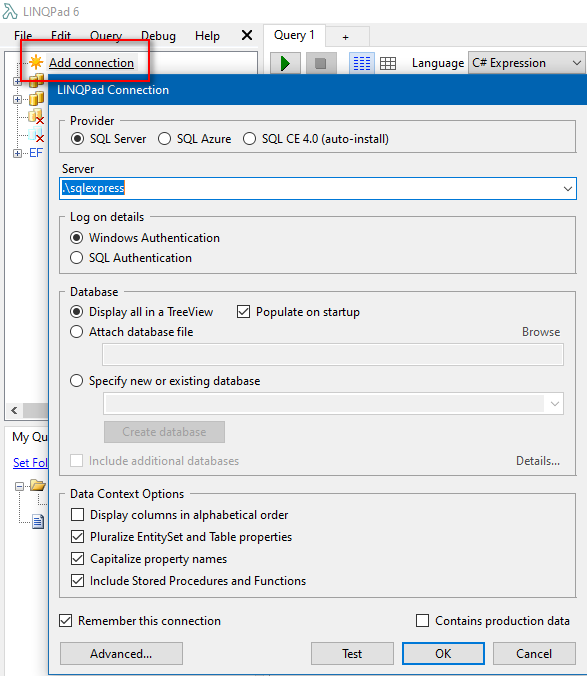 LINQPad 6
File Edit Query Debug Help X Query 1 +
Add connection
Language C# Expression
LINQPad Connection
Provider
SQL Server SQL Azure SQL CE 4.0 (auto-install)
EF
Server
.\sqlexpress
Log on details
Windows Authentication
SQL Authentication
Database
Display all in a TreeView Populate on startup
Attach database file Browse
Specify new or existing database
Create database
My Qu
Include additional databases Details...
Set Fol
Data Context Options
Display columns in alphabetical order
Pluralize EntitySet and Table properties
Capitalize property names
Include Stored Procedures and Functions
Remember this connection Contains production data
Advanced... Test OK Cancel